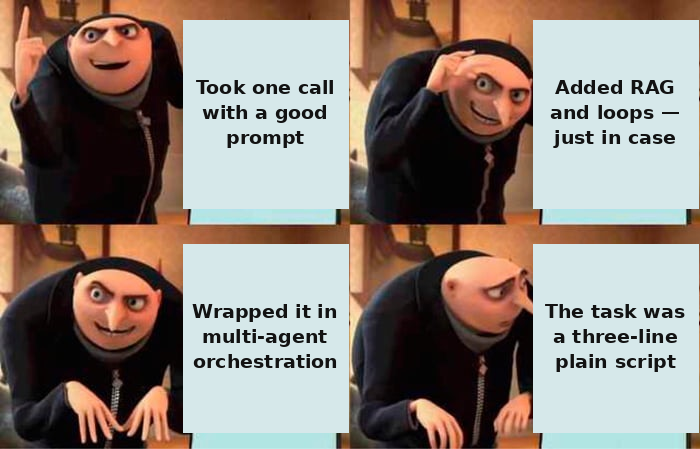 Took one call
with a good
prompt
Added RAG
and loops —
just in case
Wrapped it in
multi-agent
orchestration
The task was
a three-line
plain script